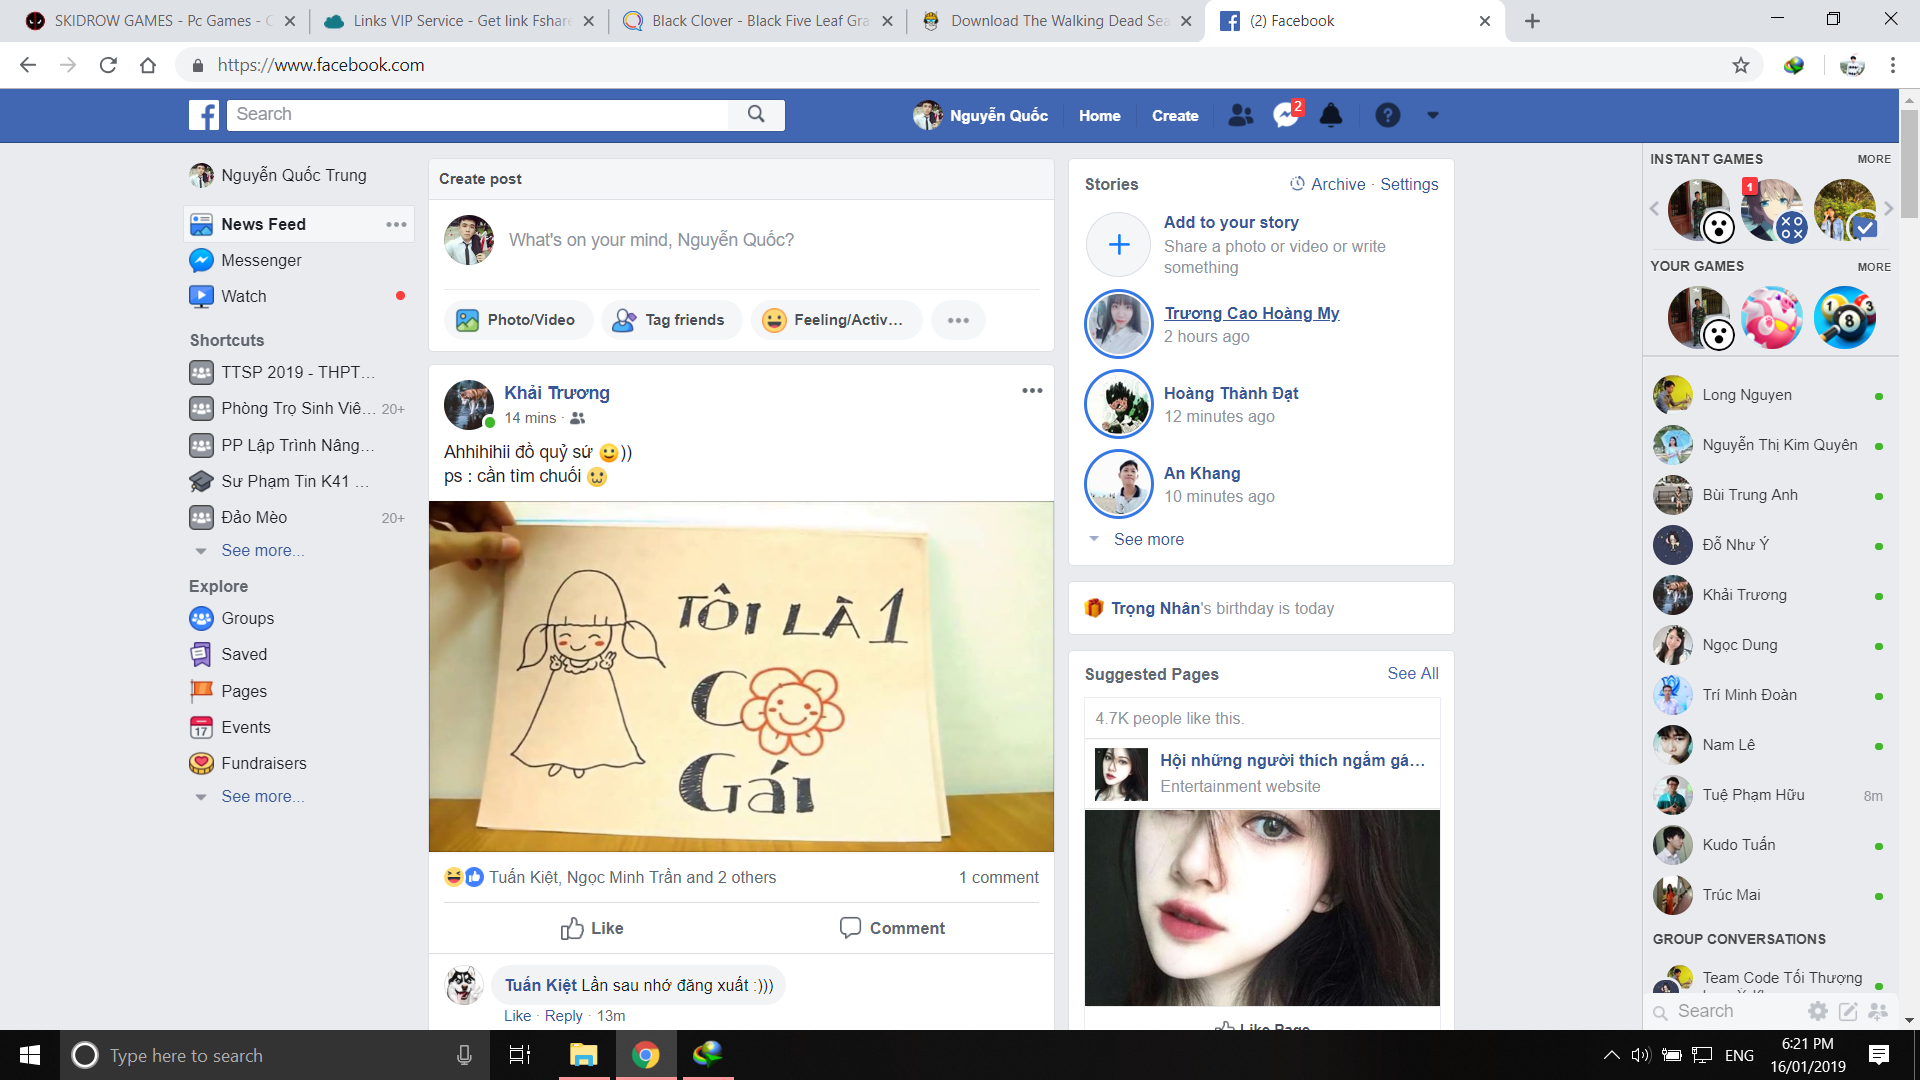 SKIDROW GAMES - Pc Games - C
Links VIP Service - Get link Fshare
Black Clover - Black Five Leaf Gra
Download The Walking Dead Sea
(2) Facebook
https://www.facebook.com
Search
Nguyễn Quốc
Home
Create
2
Nguyễn Quốc Trung
News Feed
Messenger
Watch
Shortcuts
TTSP 2019 - THPT...
Phòng Trọ Sinh Viê... 20+
PP Lập Trình Nâng...
Sư Phạm Tin K41 ...
Đảo Mèo 20+
See more...
Explore
Groups
Saved
Pages
17 Events
Fundraisers
See more...
Create post
What's on your mind, Nguyễn Quốc?
Photo/Video
Tag friends
Feeling/Activ...
Khải Trương
14 mins ·
Ahhihihii đồ quỷ sứ 🙂))
ps : cần tìm chuối
TÔI LÀ 1
C
Gái
Tuấn Kiệt, Ngọc Minh Trần and 2 others
1 comment
Like
Comment
Tuấn Kiệt Lần sau nhớ đăng xuất :)))
Like · Reply · 13m
Stories
Archive · Settings
Add to your story
Share a photo or video or write
something
Trương Cao Hoàng My
2 hours ago
Hoàng Thành Đạt
12 minutes ago
An Khang
10 minutes ago
See more
Trọng Nhân's birthday is today
Suggested Pages
See All
4.7K people like this.
Hội những người thích ngắm gá...
Entertainment website
Like Page
INSTANT GAMES
MORE
1
YOUR GAMES
MORE
1 8 3
Long Nguyen
Nguyễn Thị Kim Quyên
Bùi Trung Anh
Đỗ Như Ý
Khải Trương
Ngọc Dung
Trí Minh Đoàn
Nam Lê
Tuệ Phạm Hữu 8m
Kudo Tuấn
Trúc Mai
GROUP CONVERSATIONS
Team Code Tối Thượng
Search
Type here to search
ENG
6:21 PM
16/01/2019